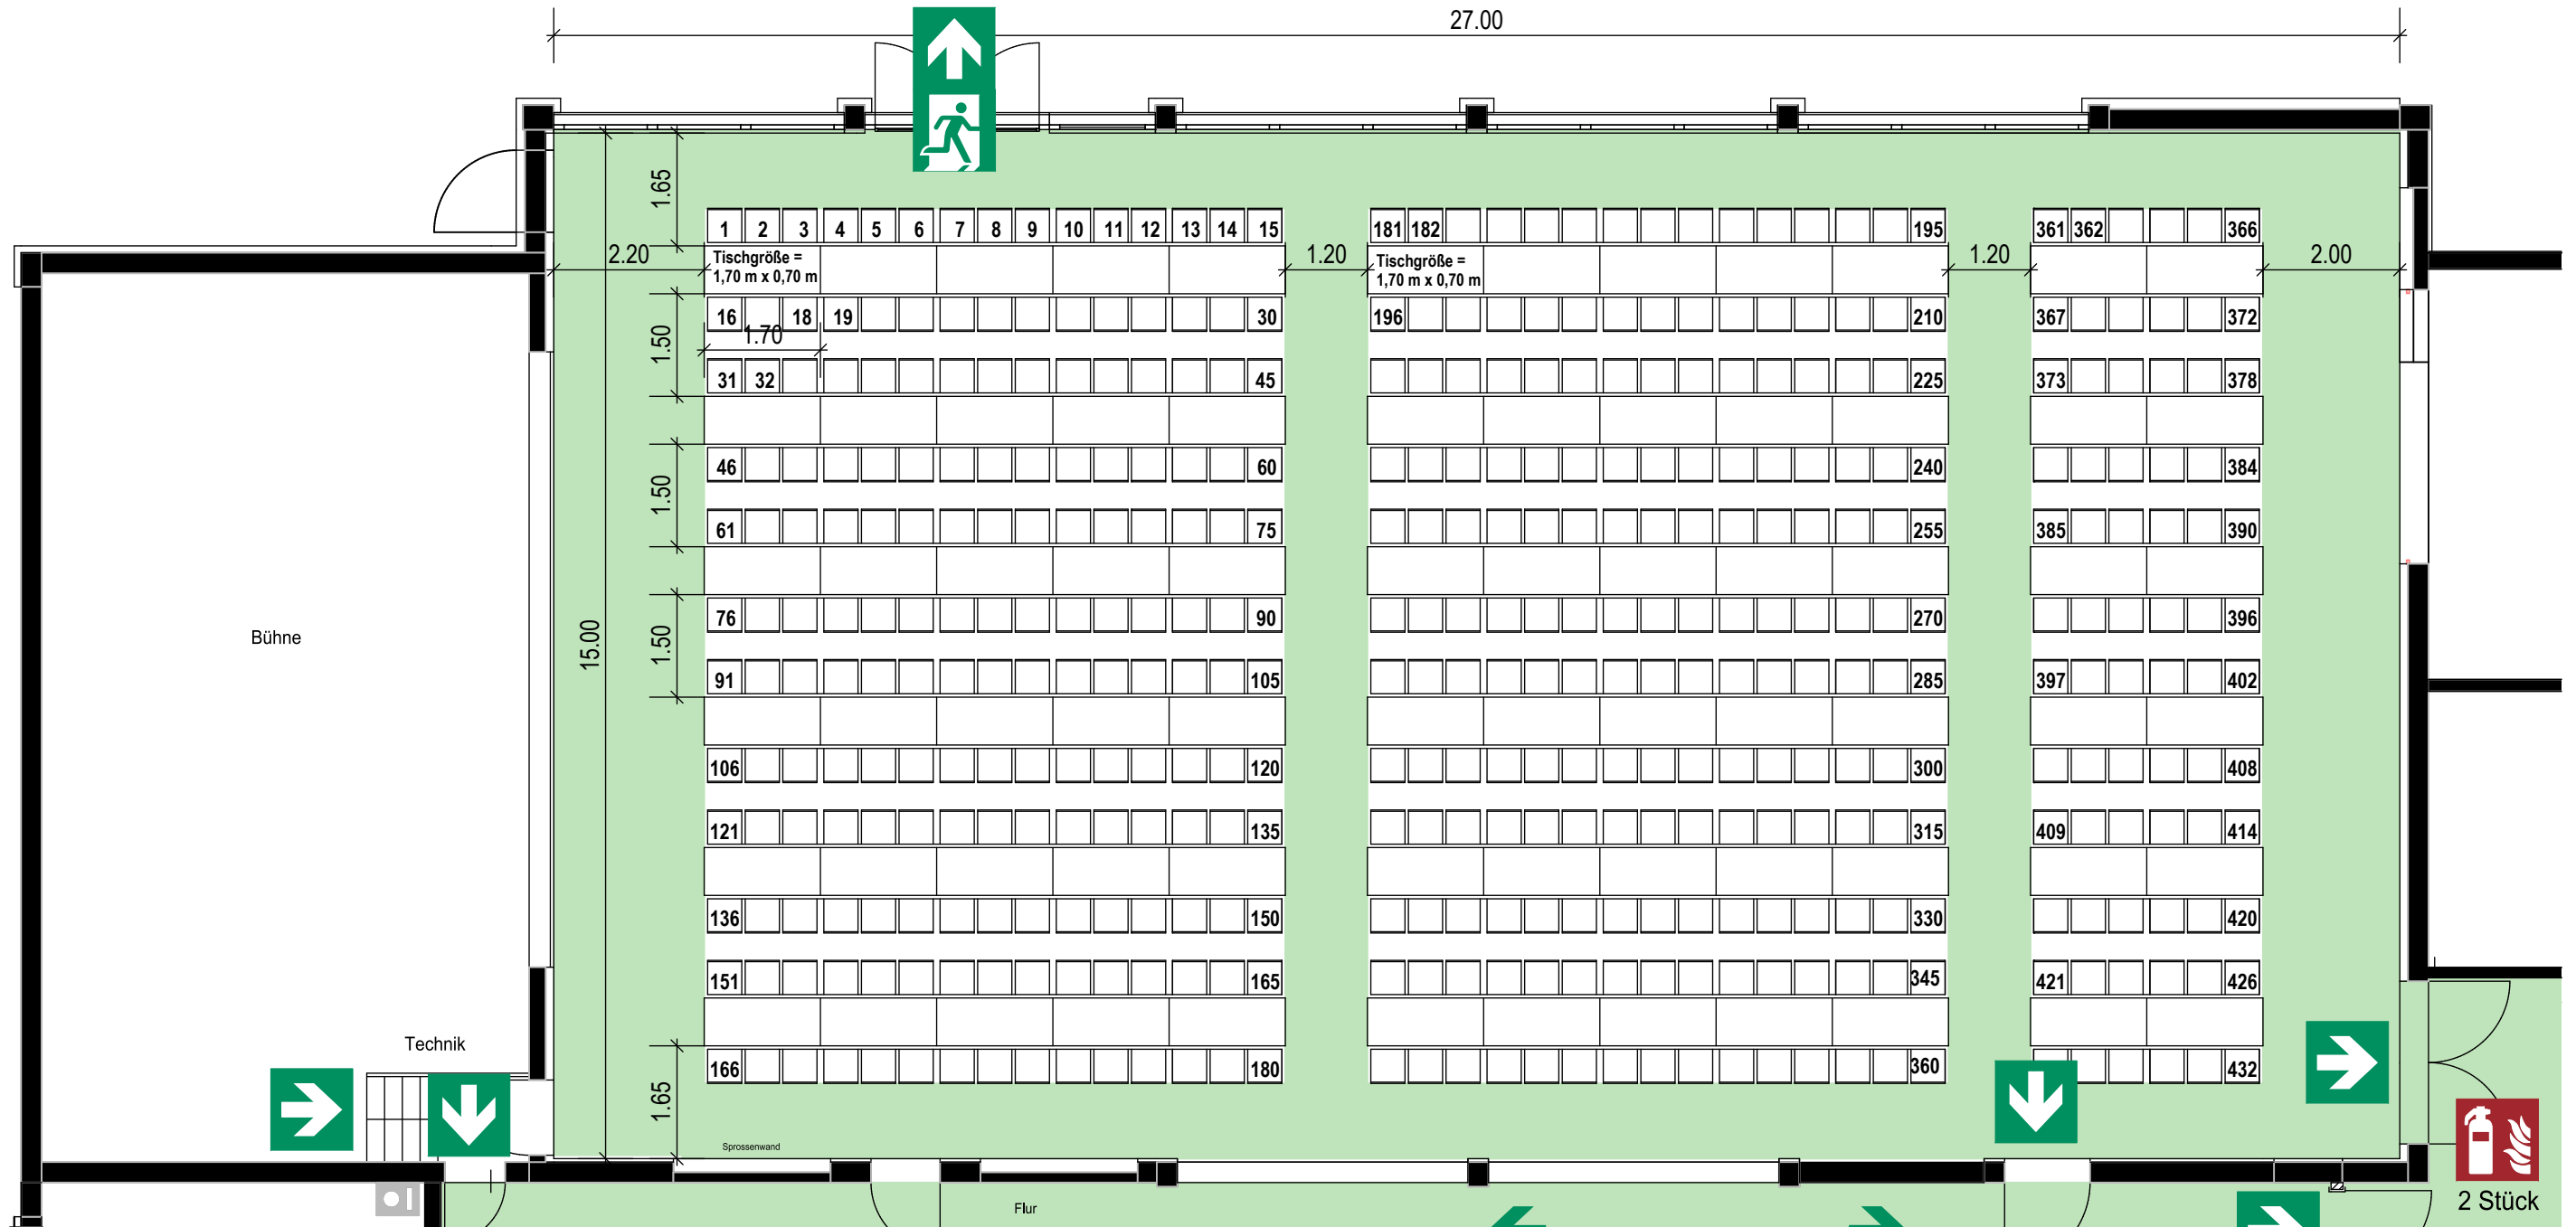 27.00
1.65
1 2 3 4 5 6 7 8 9 10 11 12 13 14 15 181 182 195 361 362 366
2.20 Tischgröße = 1.20 Tischgröße = 1.20 2.00
1,70 m x 0,70 m 1,70 m x 0,70 m
16 18 19 30 196 210 367 372
1.70
1.50
31 32 45 225 373 378
46 60 240 384
1.50
61 75 255 385 390
76 90 270 396
Bühne
15.00
1.50
91 105 285 397 402
106 120 300 408
121 135 315 409 414
136 150 330 420
151 165 345 421 426
Technik
166 180 360 432
1.65
Sprossenwand
2 Stück
Flur